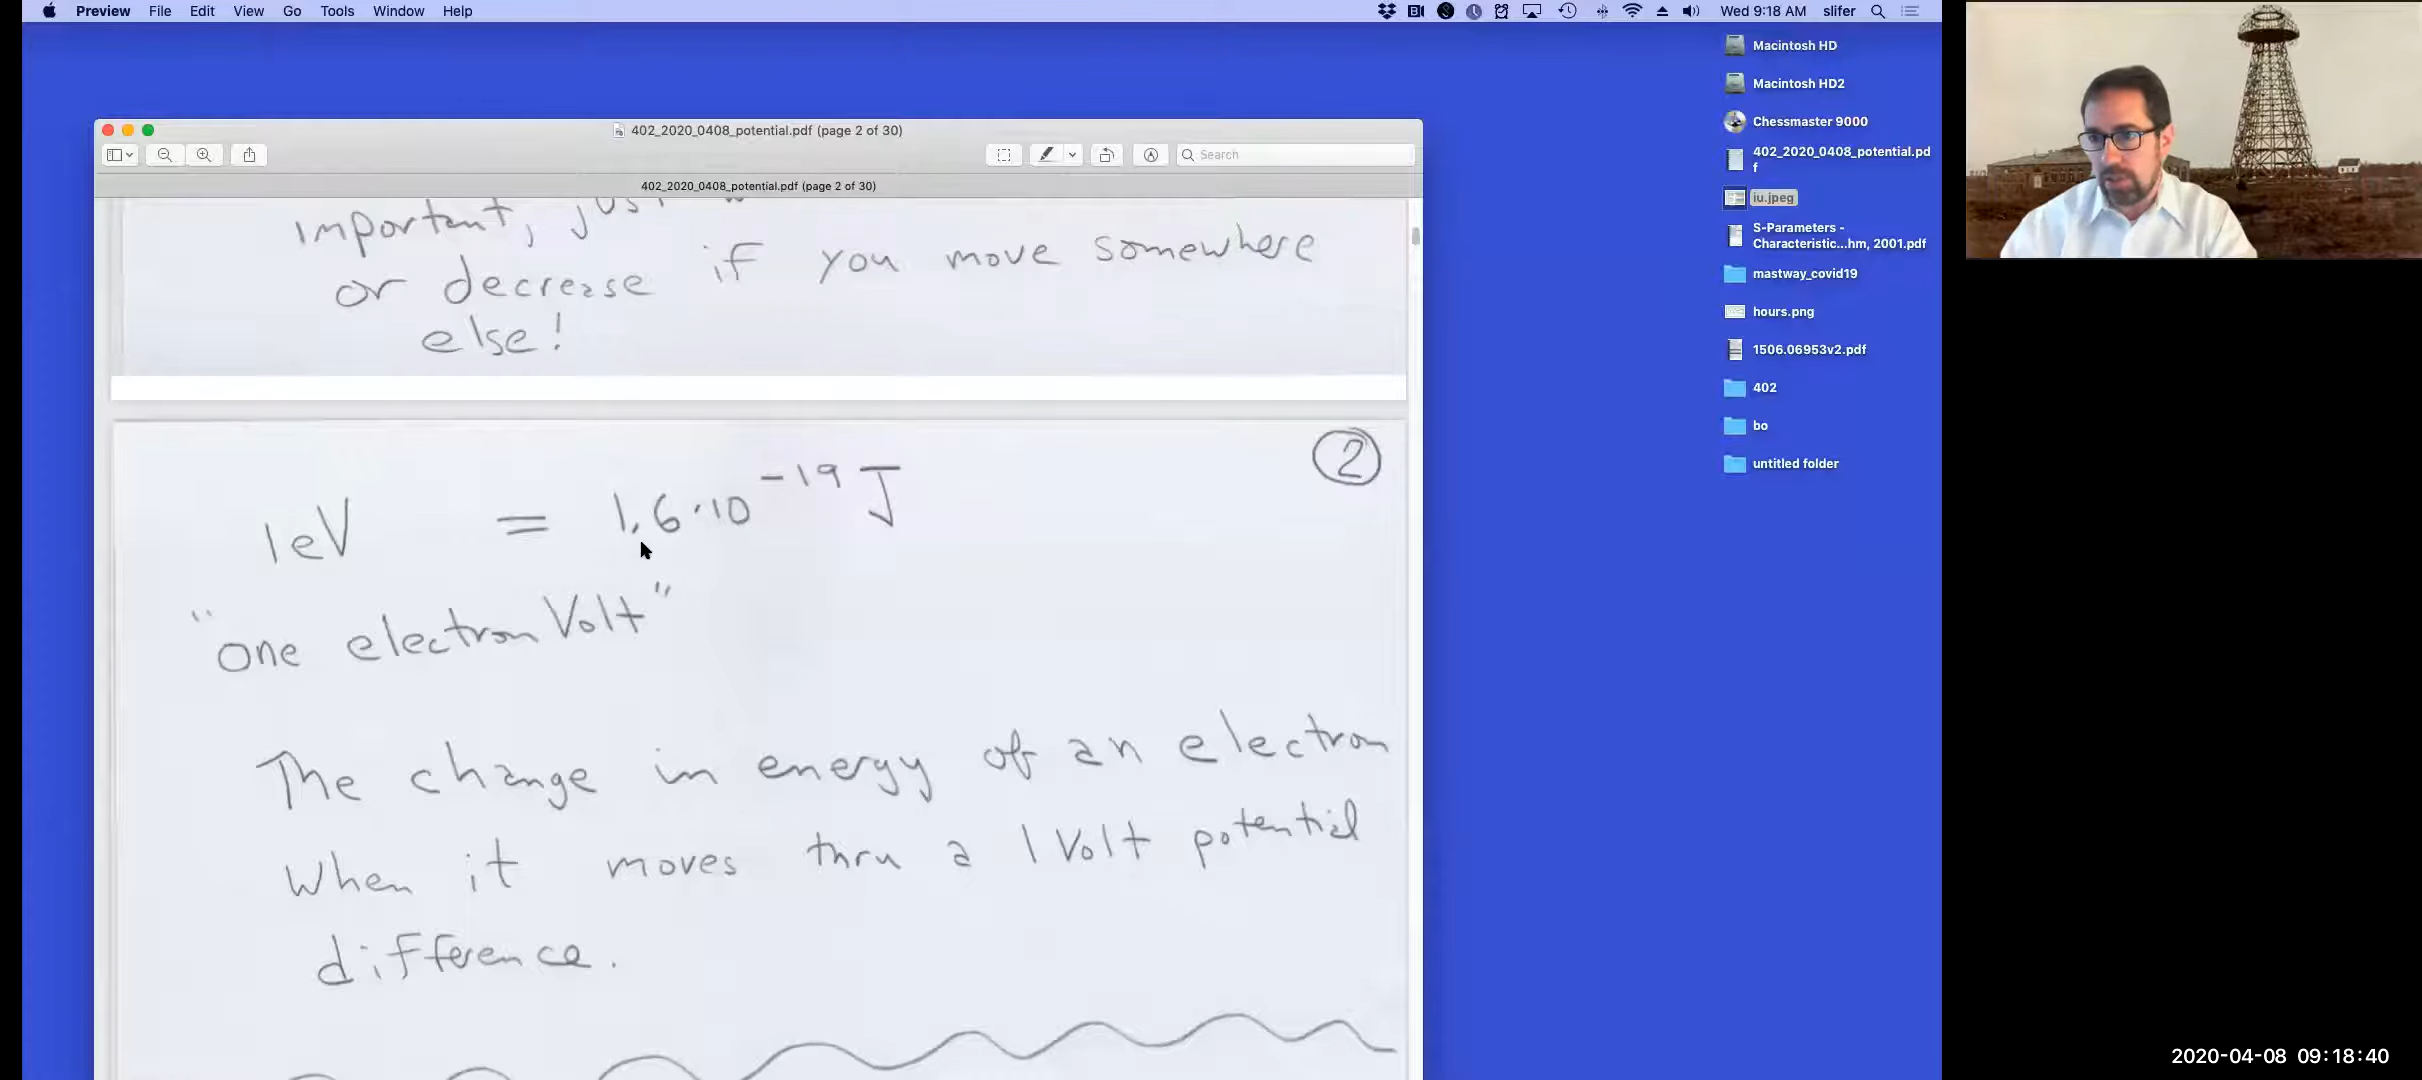 Preview File Edit View Go Tools Window Help
Wed 9:18 AM slifer
Macintosh HD
Macintosh HD2
Chessmaster 9000
402_2020_0408_potential.pd
f
iu.jpeg
S-Parameters -
Characteristic...hm, 2001.pdf
mastway_covid19
hours.png
1506.06953v2.pdf
402
bo
untitled folder
402_2020_0408_potential.pdf (page 2 of 30)
Search
402_2020_0408_potential.pdf (page 2 of 30)
important, just
or decrease if you move somewhere
else!
2
1eV = 1.6·10^-19 J
"one electron Volt"
The change in energy of an electron
When it moves thru a 1 Volt potential
difference.
2020-04-08 09:18:40